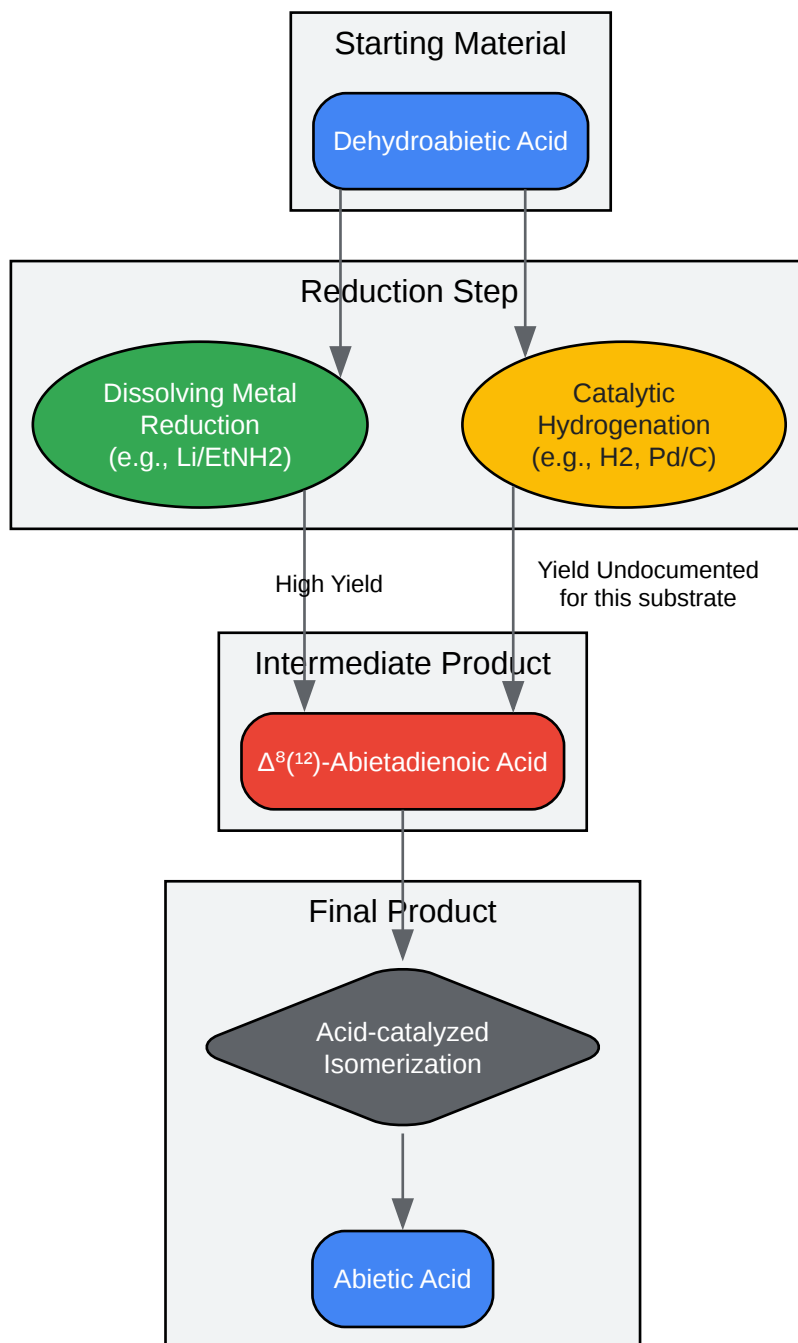 Starting Material
Dehydroabietic Acid
Reduction Step
Dissolving Metal
Reduction
(e.g., Li/EtNH2)
Catalytic
Hydrogenation
(e.g., H2, Pd/C)
High Yield
Yield Undocumented
for this substrate
Intermediate Product
Δ⁸(¹²)-Abietadienoic Acid
Final Product
Acid-catalyzed
Isomerization
Abietic Acid